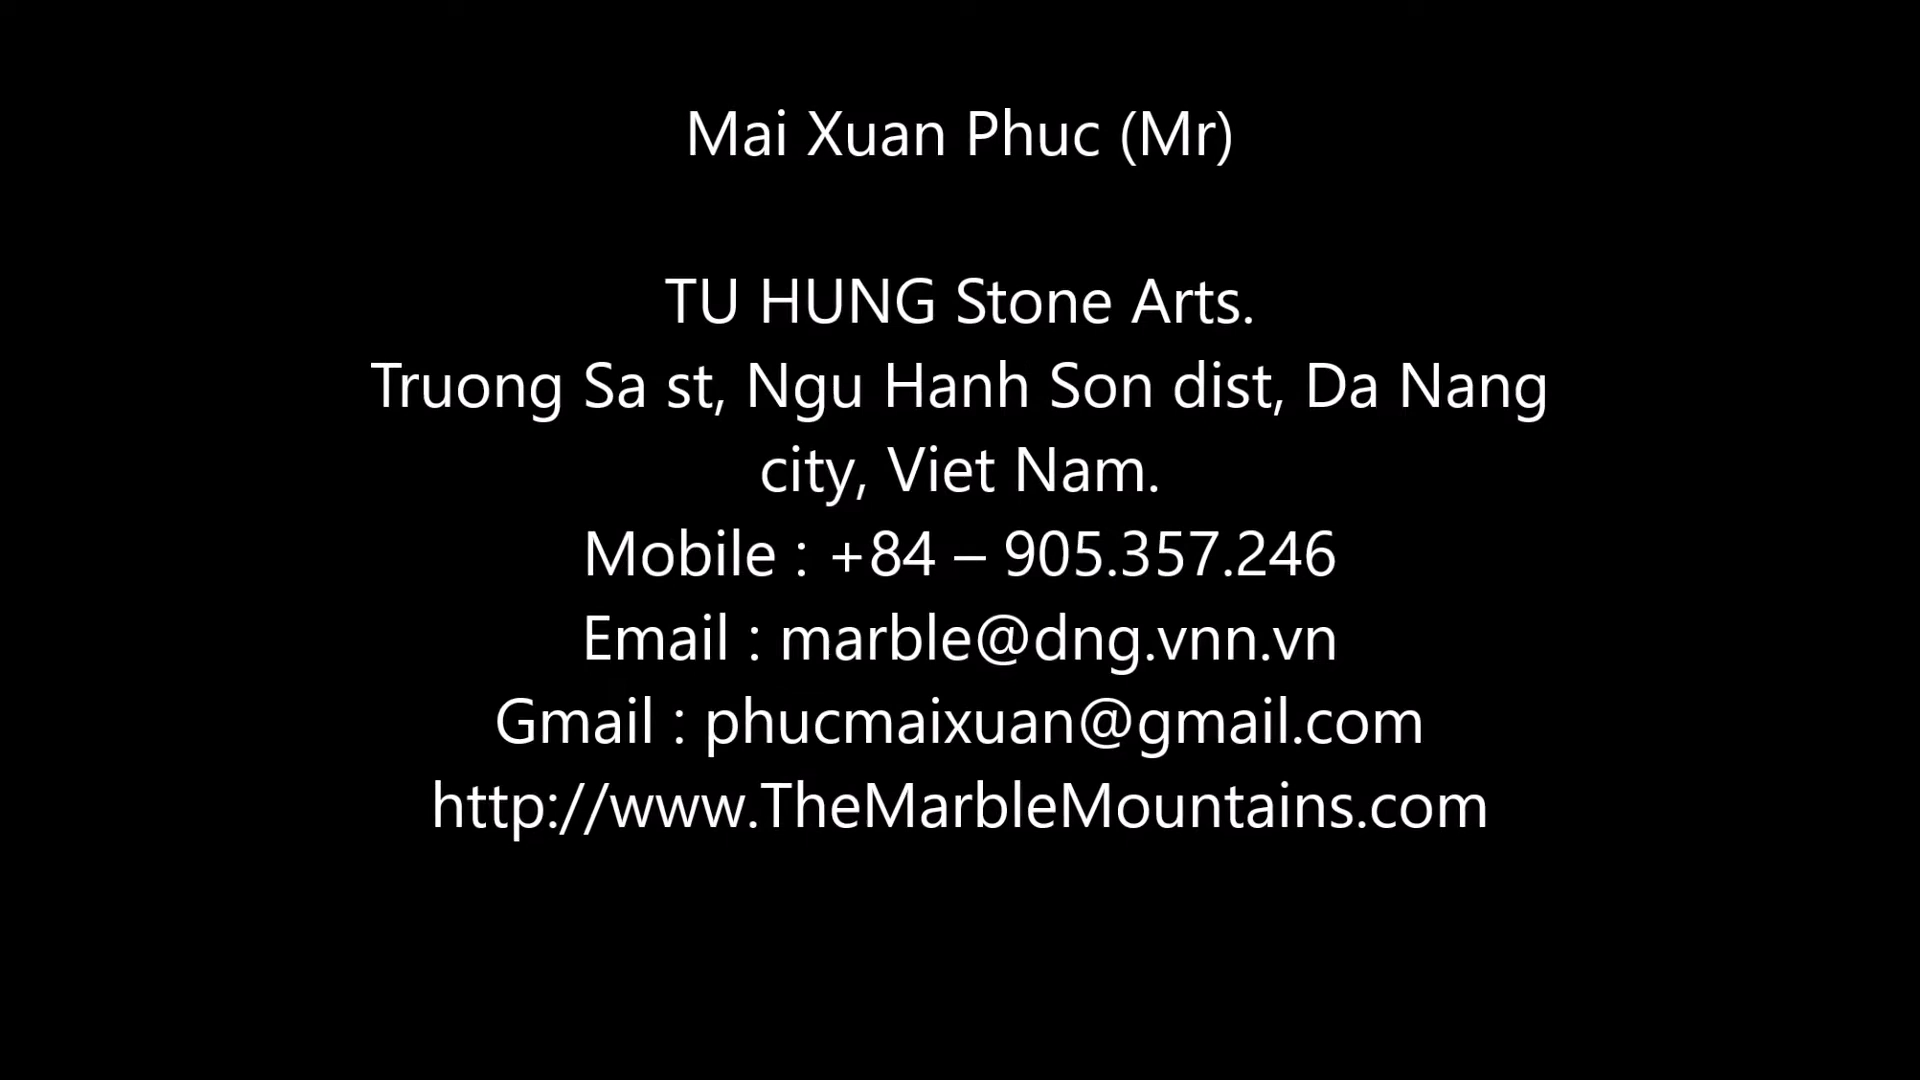 Mai Xuan Phuc (Mr)
TU HUNG Stone Arts.
Truong Sa st, Ngu Hanh Son dist, Da Nang
city, Viet Nam.
Mobile : +84 – 905.357.246
Email : marble@dng.vnn.vn
Gmail : phucmaixuan@gmail.com
http://www.TheMarbleMountains.com